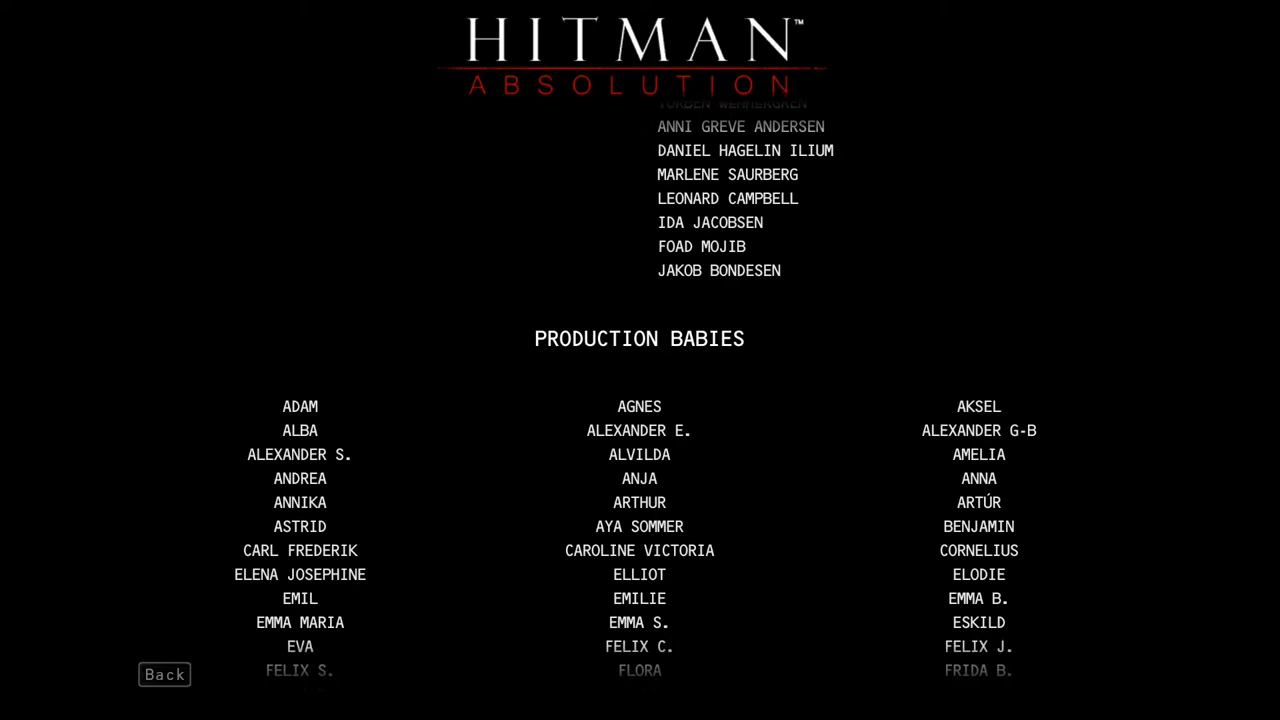 HITMAN™
ABSOLUTION
TORBEN WENNERGREN
ANNI GREVE ANDERSEN
DANIEL HAGELIN ILIUM
MARLENE SAURBERG
LEONARD CAMPBELL
IDA JACOBSEN
FOAD MOJIB
JAKOB BONDESEN
PRODUCTION BABIES
ADAM AGNES AKSEL
ALBA ALEXANDER E. ALEXANDER G-B
ALEXANDER S. ALVILDA AMELIA
ANDREA ANJA ANNA
ANNIKA ARTHUR ARTÚR
ASTRID AYA SOMMER BENJAMIN
CARL FREDERIK CAROLINE VICTORIA CORNELIUS
ELENA JOSEPHINE ELLIOT ELODIE
EMIL EMILIE EMMA B.
EMMA MARIA EMMA S. ESKILD
EVA FELIX C. FELIX J.
Back FELIX S. FLORA FRIDA B.